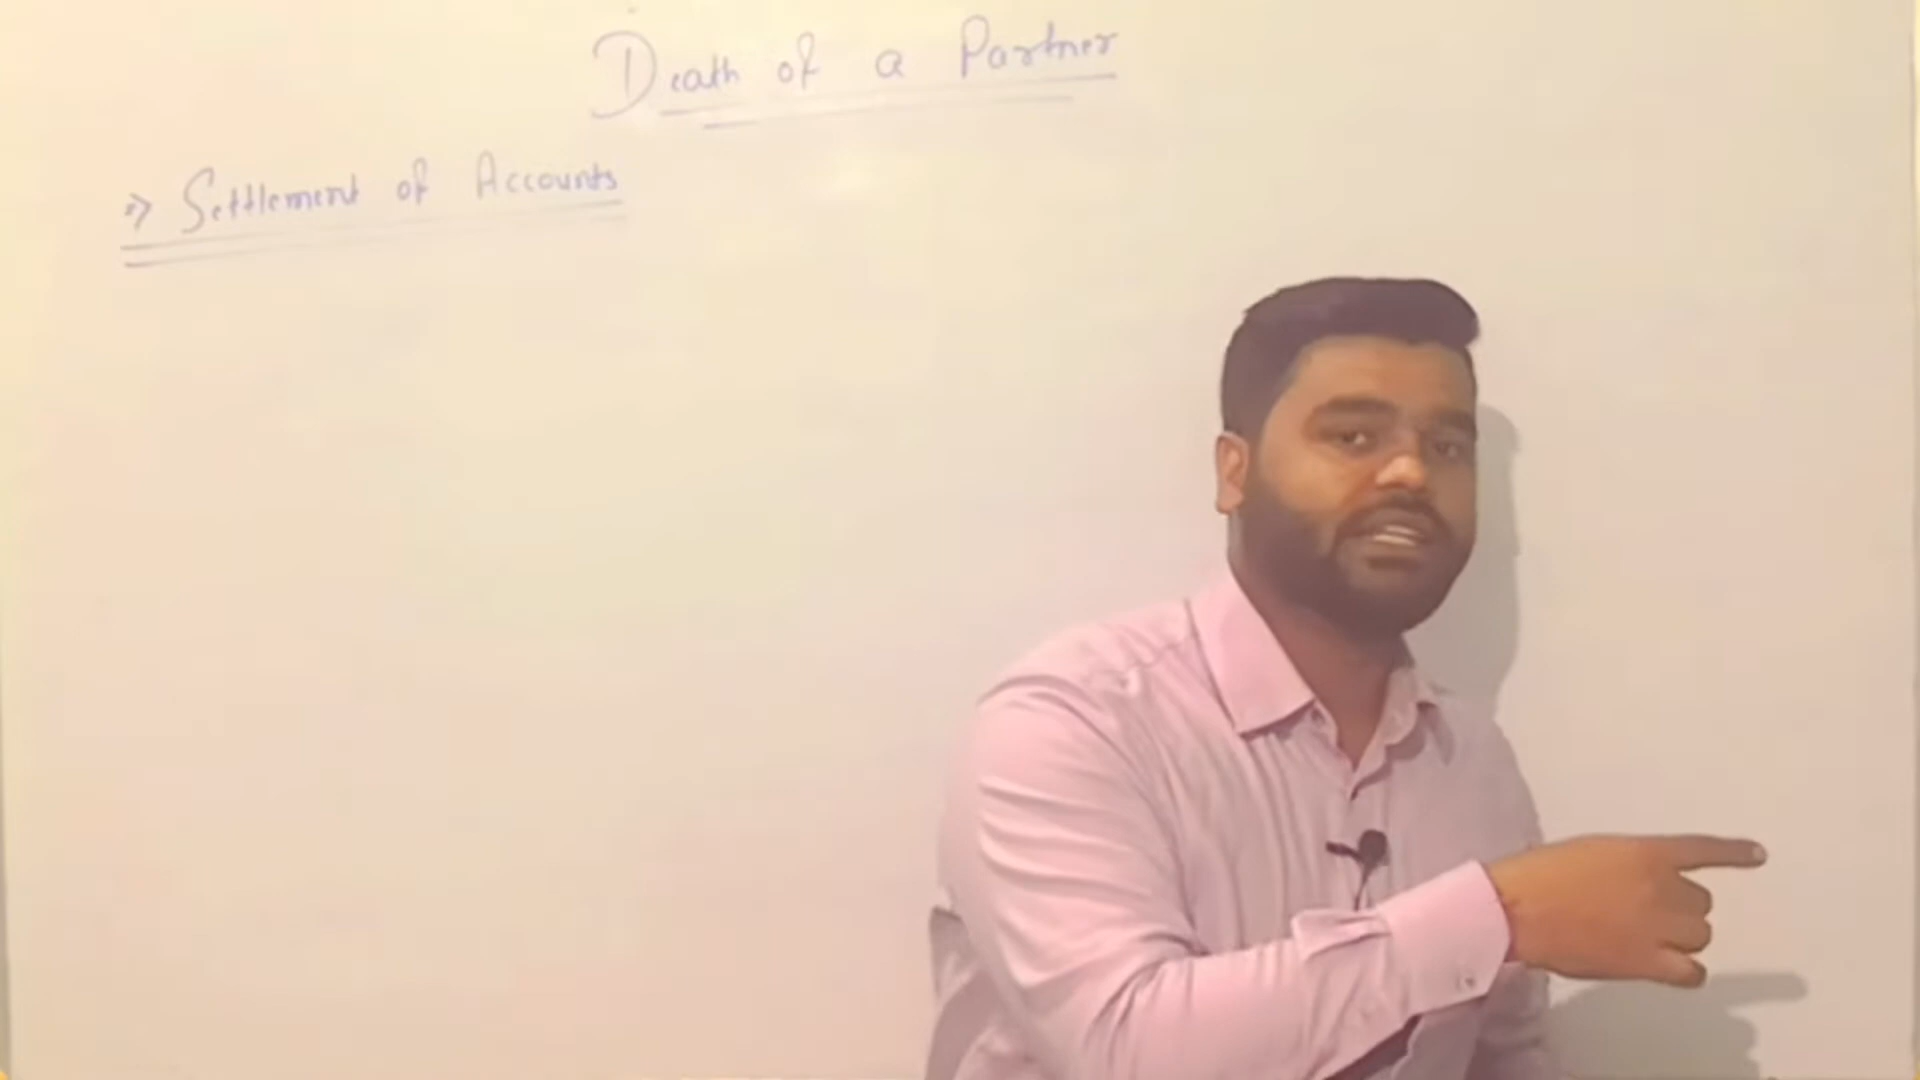 Death of a Partner
=> Settlement of Accounts